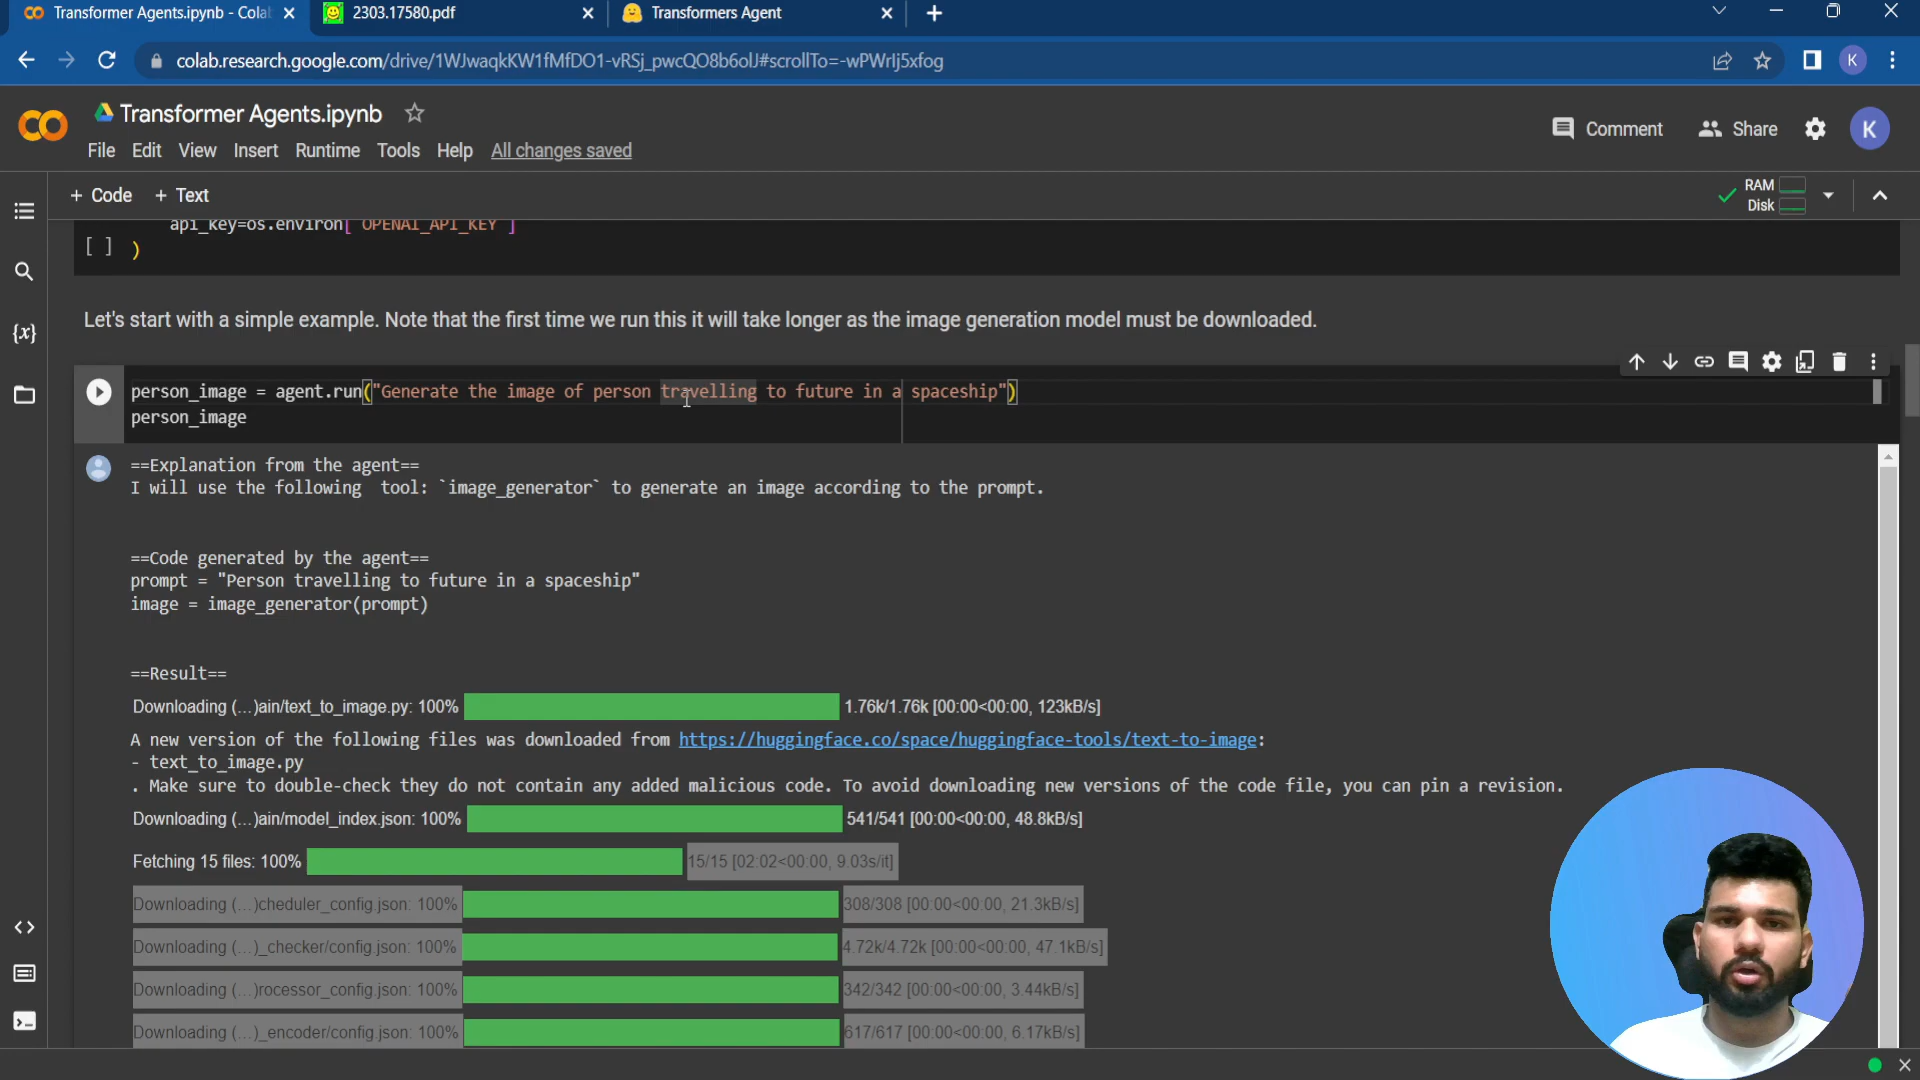 Transformer Agents.ipynb - Cola
2303.17580.pdf
Transformers Agent
colab.research.google.com/drive/1WJwaqkKW1fMfDO1-vRSj_pwcQO8b6olJ#scrollTo=-wPWrIj5xfog
K
Transformer Agents.ipynb
Comment
Share
K
File Edit View Insert Runtime Tools Help All changes saved
+ Code + Text
RAM
Disk
api_key=os.environ["OPENAI_API_KEY"]
[ ] )
Let's start with a simple example. Note that the first time we run this it will take longer as the image generation model must be downloaded.
person_image = agent.run("Generate the image of person travelling to future in a spaceship")
person_image
==Explanation from the agent==
I will use the following  tool: `image_generator` to generate an image according to the prompt.
==Code generated by the agent==
prompt = "Person travelling to future in a spaceship"
image = image_generator(prompt)
==Result==
Downloading (…)ain/text_to_image.py: 100% 1.76k/1.76k [00:00<00:00, 123kB/s]
A new version of the following files was downloaded from https://huggingface.co/space/huggingface-tools/text-to-image:
- text_to_image.py
. Make sure to double-check they do not contain any added malicious code. To avoid downloading new versions of the code file, you can pin a revision.
Downloading (…)ain/model_index.json: 100% 541/541 [00:00<00:00, 48.8kB/s]
Fetching 15 files: 100% 15/15 [02:02<00:00, 9.03s/it]
Downloading (…)cheduler_config.json: 100% 308/308 [00:00<00:00, 21.3kB/s]
Downloading (…)_checker/config.json: 100% 4.72k/4.72k [00:00<00:00, 47.1kB/s]
Downloading (…)rocessor_config.json: 100% 342/342 [00:00<00:00, 3.44kB/s]
Downloading (…)_encoder/config.json: 100% 617/617 [00:00<00:00, 6.17kB/s]